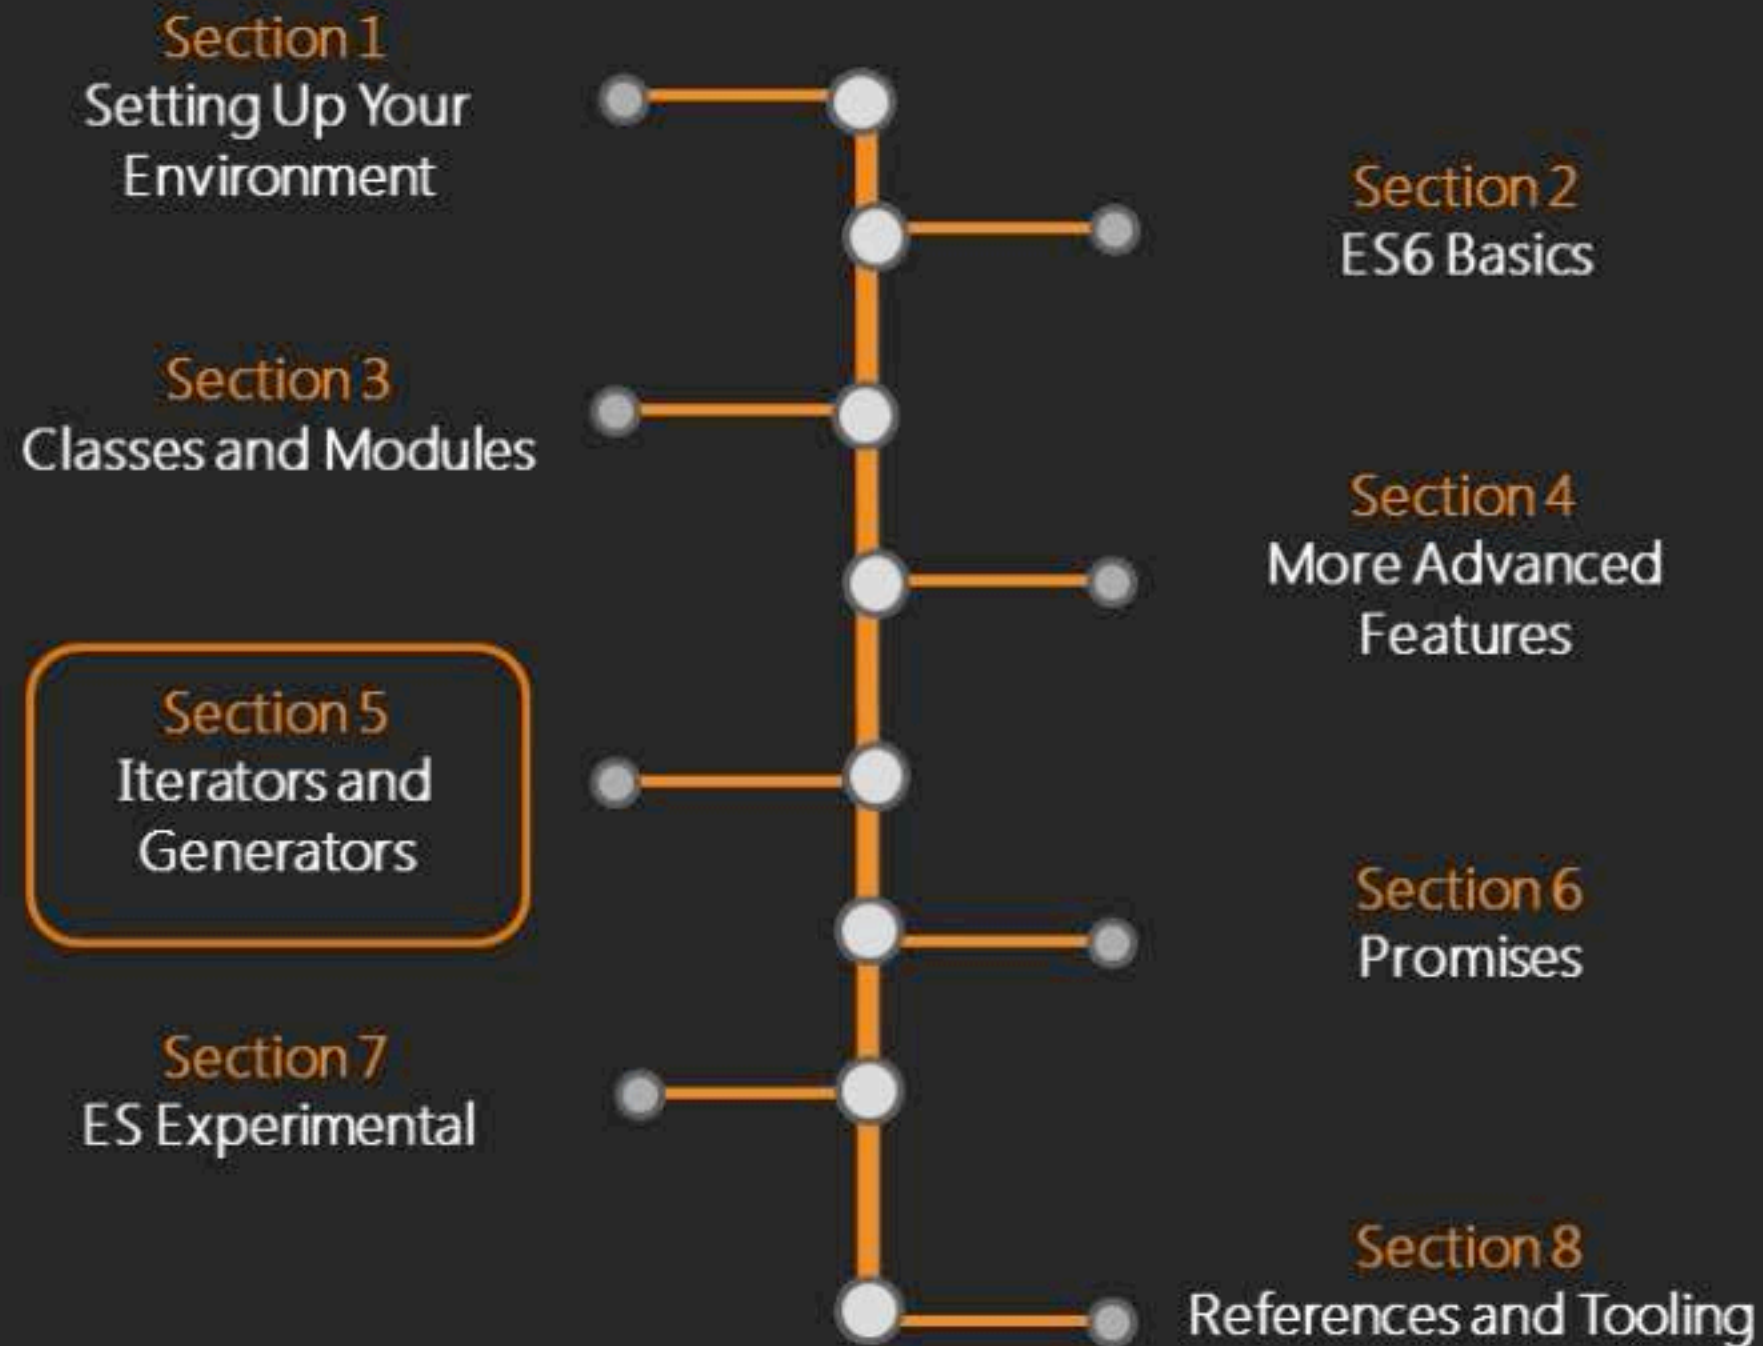 Section 1
Setting Up Your
Environment
Section 2
ES6 Basics
Section 3
Classes and Modules
Section 4
More Advanced
Features
Section 5
Iterators and
Generators
Section 6
Promises
Section 7
ES Experimental
Section 8
References and Tooling